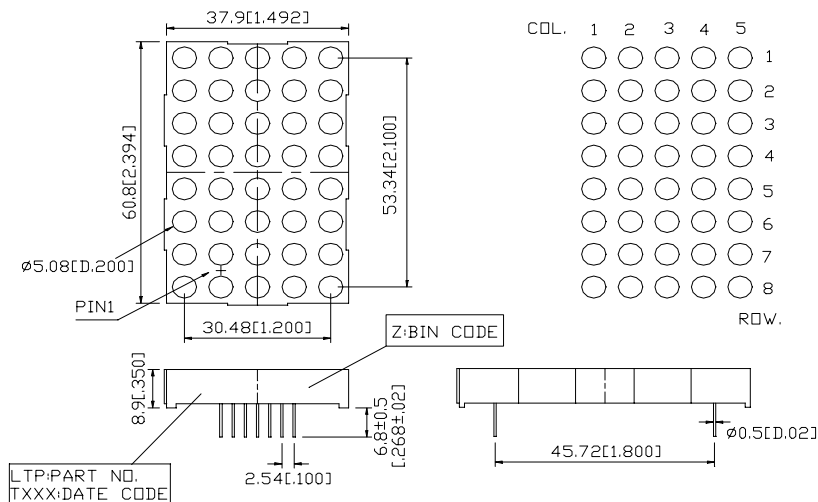 37.9[1.492]
COL. 1 2 3 4 5
1
2
3
4
5
6
7
8
ROW.
60.8[2.394]
53.34[2.100]
Ø5.08[D.200]
PIN1
30.48[1.200]
Z:BIN CODE
8.9[.350]
6.8±0.5
[.268±.02]
2.54[.100]
LTP:PART NO.
TXXX:DATE CODE
45.72[1.800]
Ø0.5[D.02]